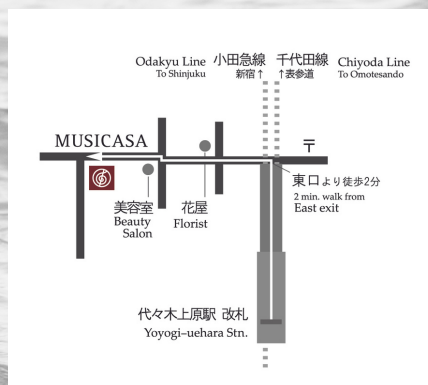 Odakyu Line 小田急線 千代田線 Chiyoda Line
To Shinjuku 新宿↑ ↑表参道 To Omotesando
MUSICASA
〒
東口より徒歩2分
2 min. walk from
East exit
美容室
Beauty
Salon
花屋
Florist
代々木上原駅 改札
Yoyogi-uehara Stn.